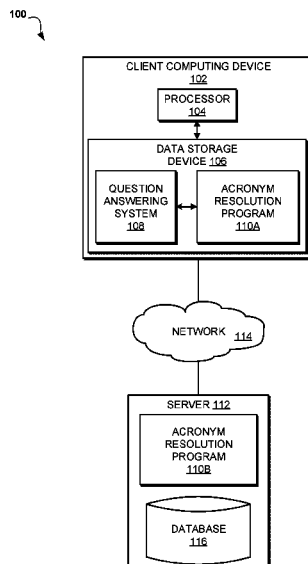 100
CLIENT COMPUTING DEVICE
102
PROCESSOR
104
DATA STORAGE
DEVICE 106
QUESTION
ANSWERING
SYSTEM
108
ACRONYM
RESOLUTION
PROGRAM
110A
NETWORK 114
SERVER 112
ACRONYM
RESOLUTION
PROGRAM
110B
DATABASE
116